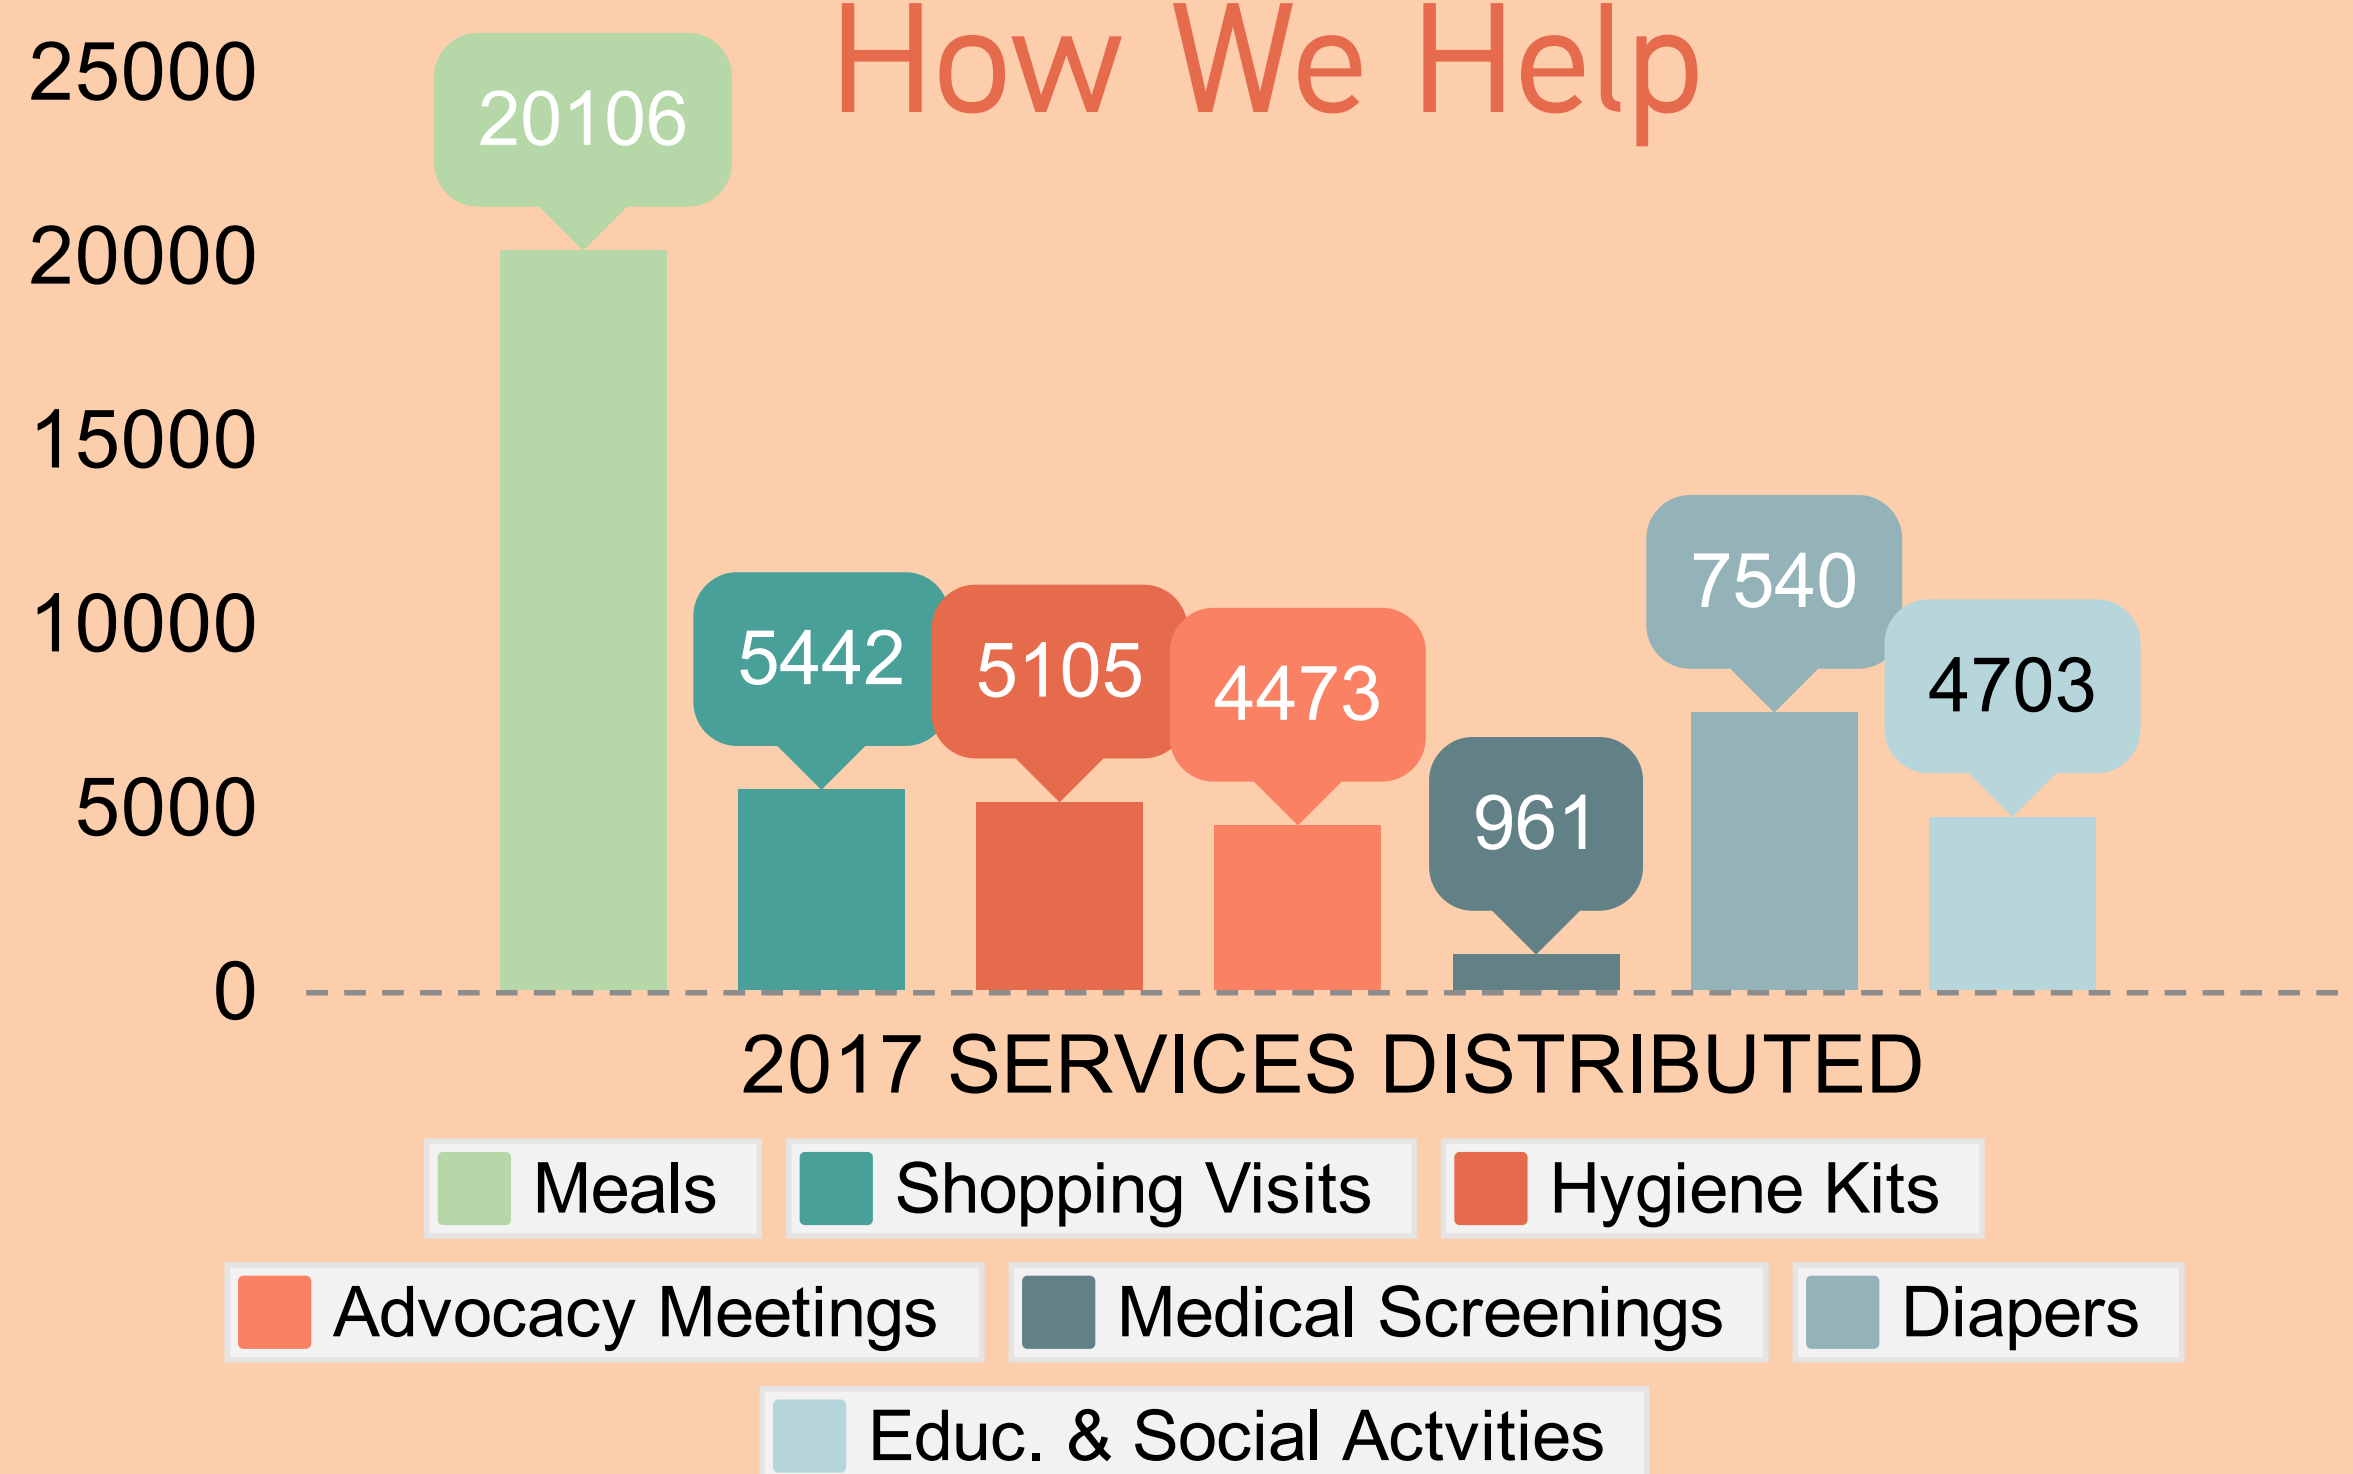 How We Help
25000
20106
20000
15000
7540
10000
5442
5105
4473
4703
5000
961
0
2017 SERVICES DISTRIBUTED
Meals
Shopping Visits
Hygiene Kits
Advocacy Meetings
Medical Screenings
Diapers
Educ. & Social Actvities